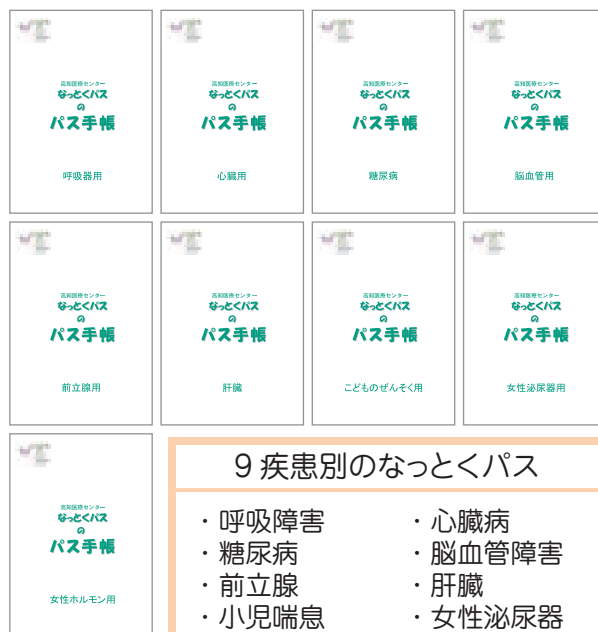 高知医療センター
なっとくパス
の
パス手帳
呼吸器用
高知医療センター
なっとくパス
の
パス手帳
心臓用
高知医療センター
なっとくパス
の
パス手帳
糖尿病
高知医療センター
なっとくパス
の
パス手帳
脳血管用
高知医療センター
なっとくパス
の
パス手帳
前立腺用
高知医療センター
なっとくパス
の
パス手帳
肝臓
高知医療センター
なっとくパス
の
パス手帳
こどものぜんそく用
高知医療センター
なっとくパス
の
パス手帳
女性泌尿器用
高知医療センター
なっとくパス
の
パス手帳
女性ホルモン用
9疾患別のなっとくパス
・呼吸障害
・心臓病
・糖尿病
・脳血管障害
・前立腺
・肝臓
・小児喘息
・女性泌尿器